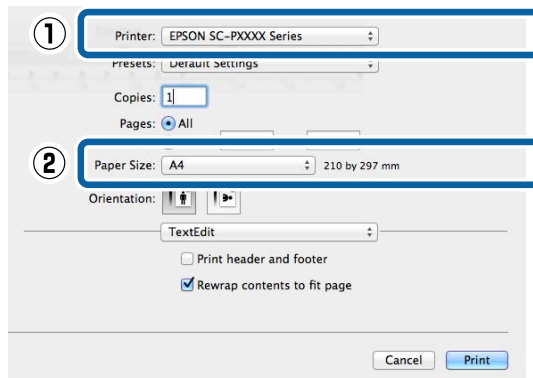 ① Printer: EPSON SC-PXXXX Series
Presets: Default Settings
Copies: 1
Pages: All
② Paper Size: A4 210 by 297 mm
Orientation:
TextEdit
Print header and footer
Rewrap contents to fit page
Cancel Print